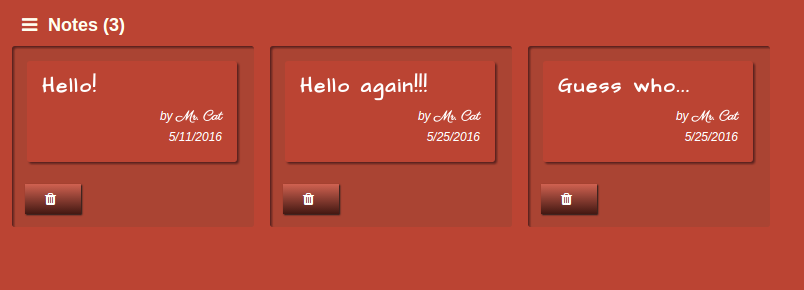 Notes (3)
Hello!
by Mr. Cat
5/11/2016
Hello again!!!
by Mr. Cat
5/25/2016
Guess who...
by Mr. Cat
5/25/2016